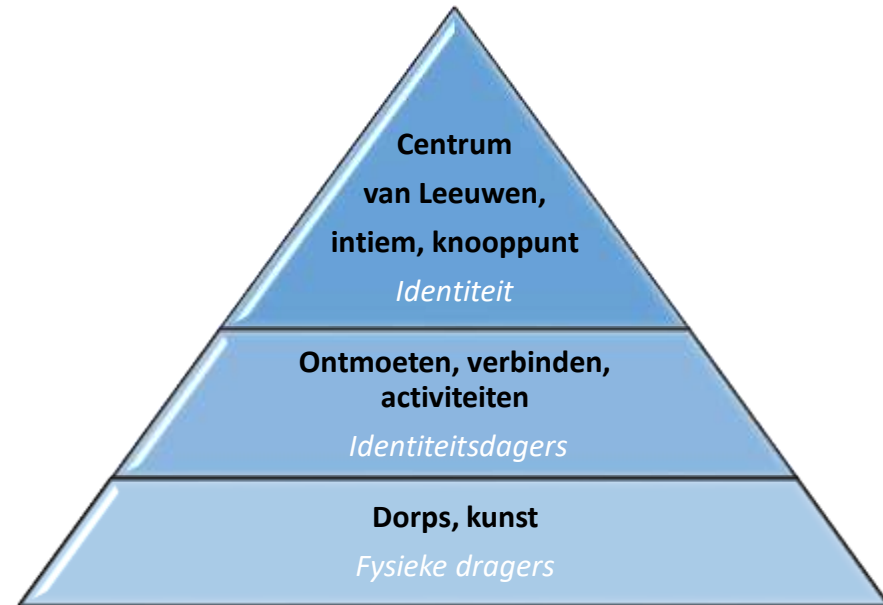 Centrum
van Leeuwen,
intiem, knooppunt
Identiteit
Ontmoeten, verbinden,
activiteiten
Identiteitsdagers
Dorps, kunst
Fysieke dragers